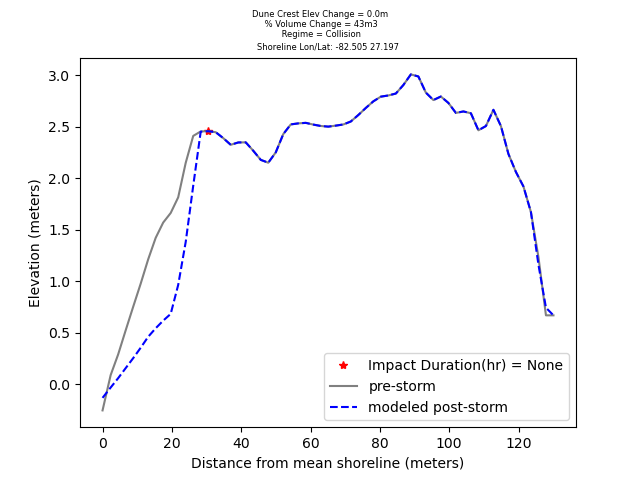 Dune Crest Elev Change = 0.0m
% Volume Change = 43m3
Regime = Collision
Shoreline Lon/Lat: -82.505 27.197
3.0
2.5
2.0
1.5
1.0
0.5
0.0
Elevation (meters)
Impact Duration(hr) = None
pre-storm
modeled post-storm
0 20 40 60 80 100 120
Distance from mean shoreline (meters)